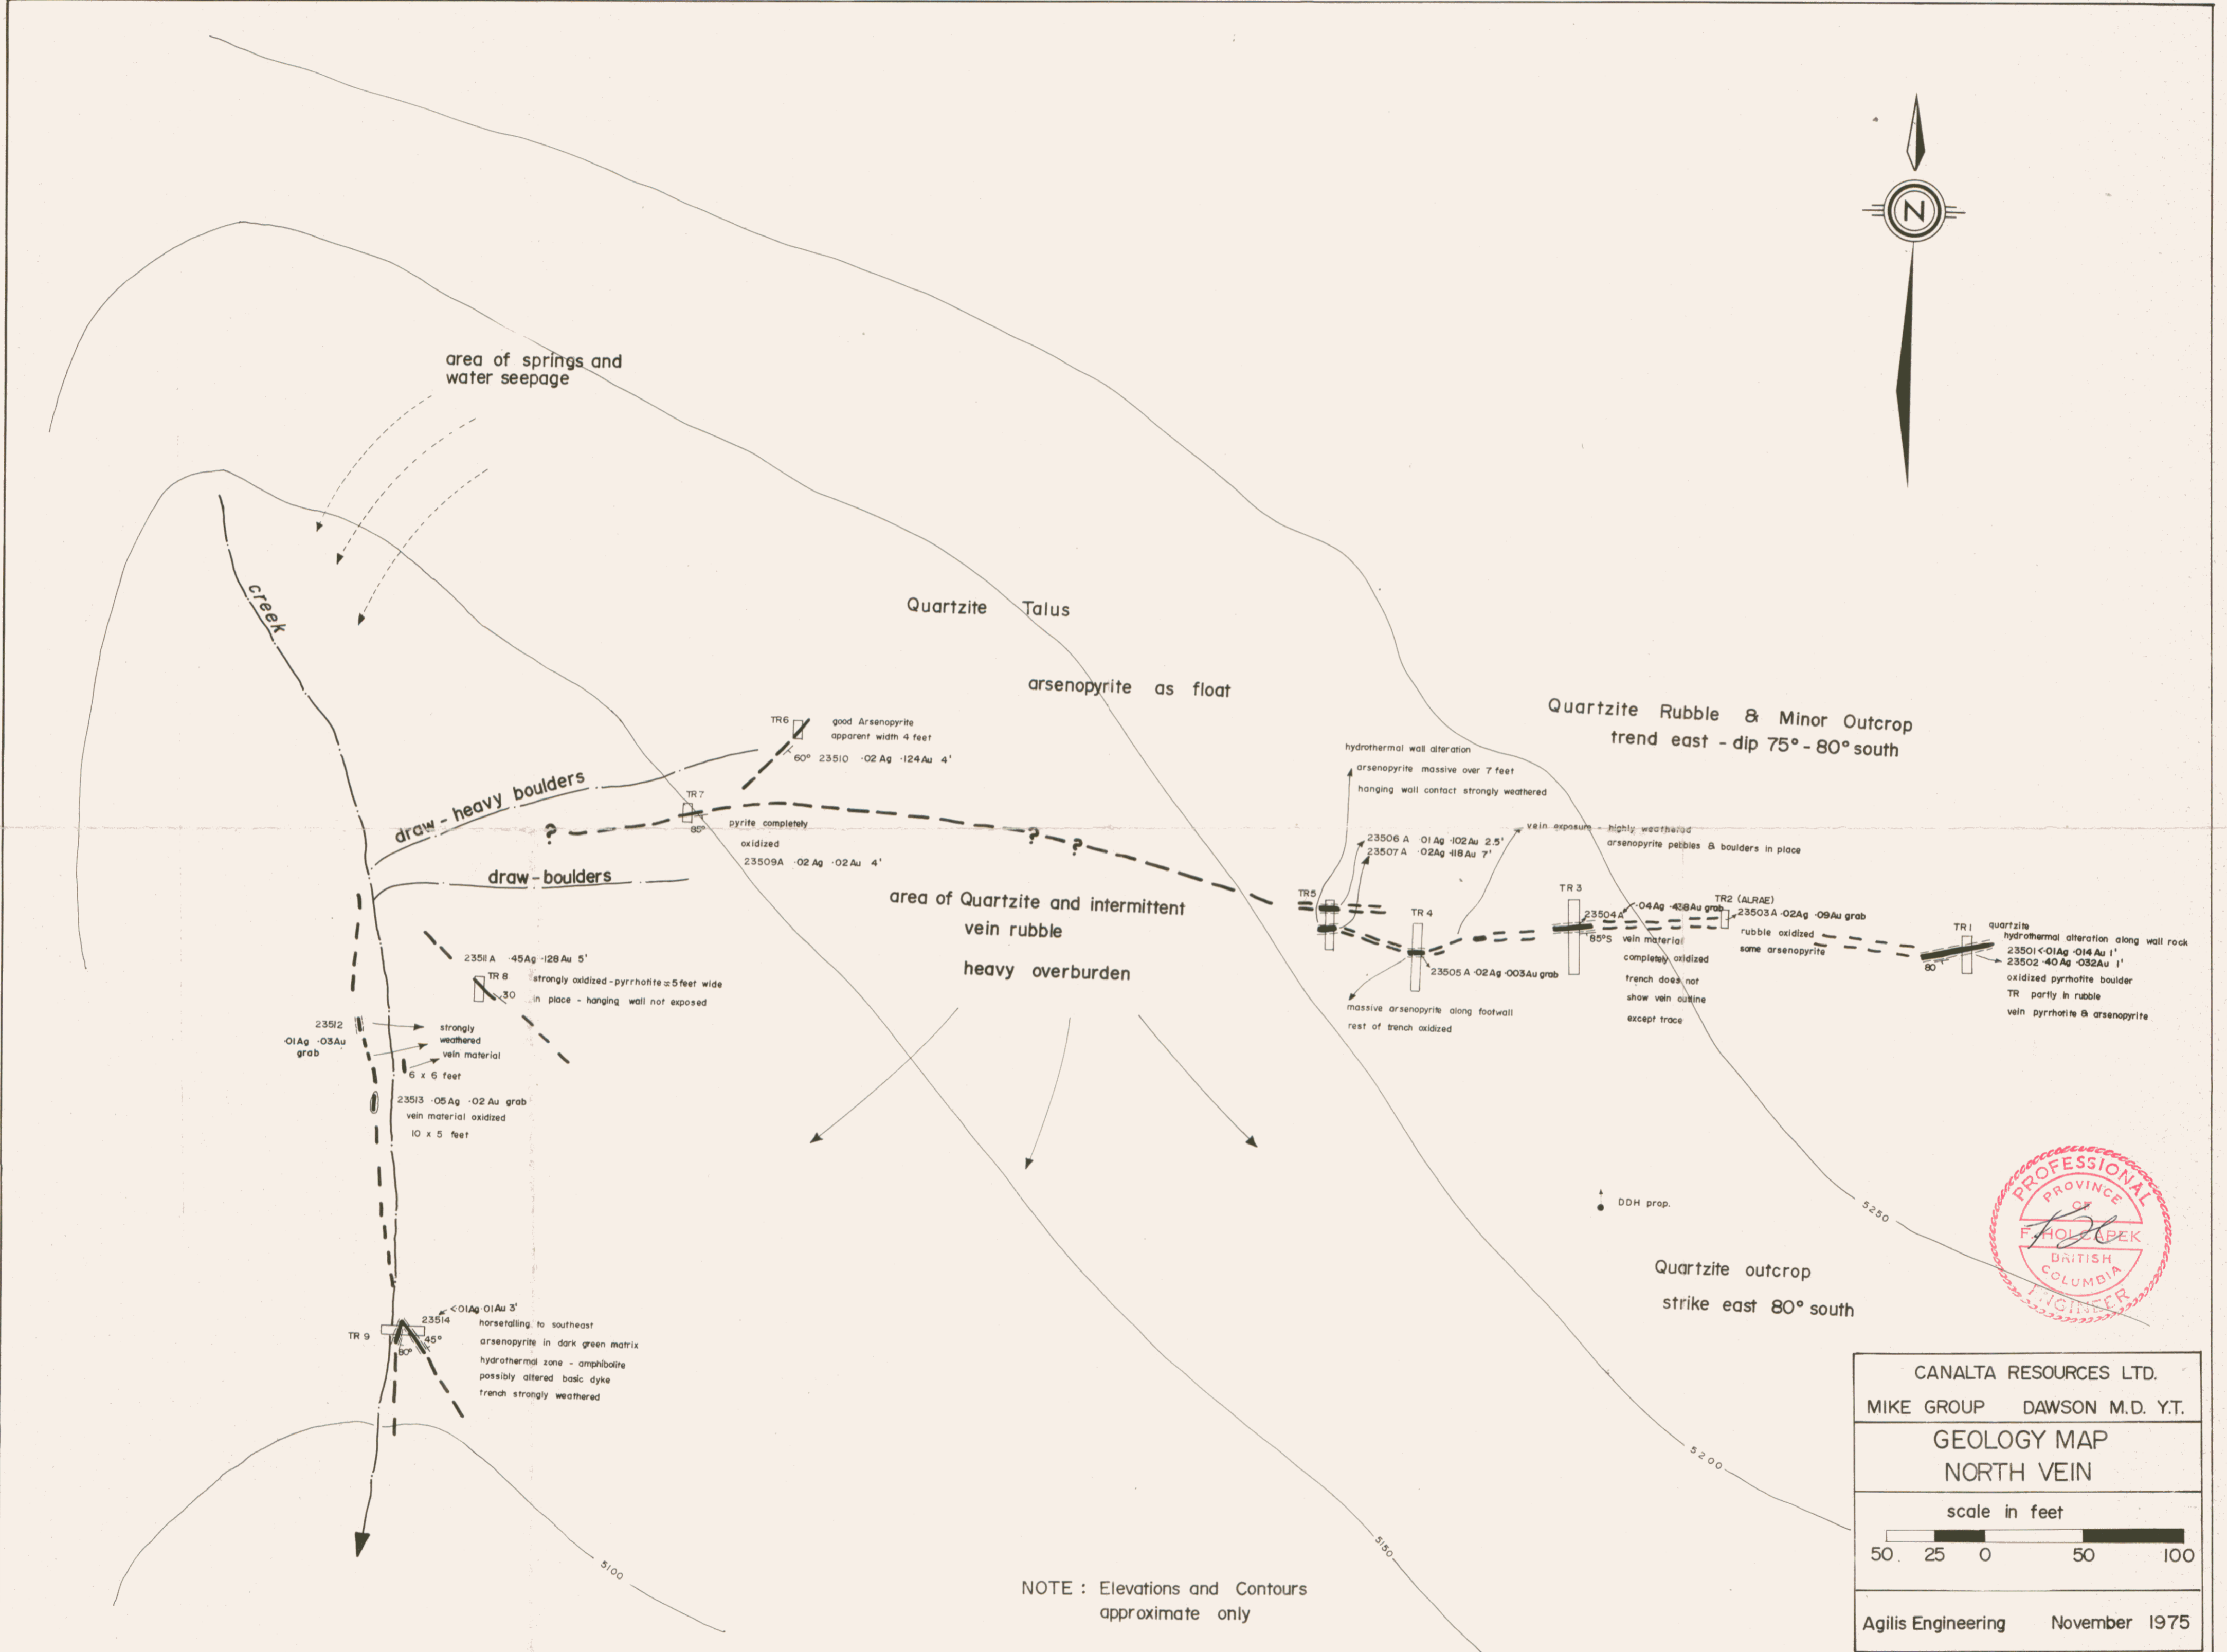 N
area of springs and
water seepage
creek
Quartzite Talus
arsenopyrite as float
Quartzite Rubble & Minor Outcrop
trend east - dip 75° - 80° south
TR6
good Arsenopyrite
apparent width 4 feet
60° 23510 ·02 Ag ·124 Au 4'
draw - heavy boulders
TR 7
85°
pyrite completely
oxidized
23509A ·02 Ag ·02 Au 4'
?
?
?
draw - boulders
hydrothermal wall alteration
arsenopyrite massive over 7 feet
hanging wall contact strongly weathered
23506 A ·01 Ag ·102 Au 2.5'
23507 A ·02 Ag ·118 Au 7'
vein exposure - highly weathered
arsenopyrite pebbles & boulders in place
area of Quartzite and intermittent
vein rubble
heavy overburden
TR5
TR 4
23505 A ·02 Ag ·003 Au grab
massive arsenopyrite along footwall
rest of trench oxidized
TR 3
23504 A
·04 Ag Au grab
85°S vein material
completely oxidized
trench does not
show vein outline
except trace
TR2 (ALRAE)
23503 A ·02 Ag ·09 Au grab
rubble oxidized
some arsenopyrite
TR 1
80
quartzite
hydrothermal alteration along wall rock
23501 <·01 Ag ·014 Au 1'
23502 ·40 Ag ·032 Au 1'
oxidized pyrrhotite boulder
TR partly in rubble
vein pyrrhotite & arsenopyrite
23511 A ·45 Ag ·128 Au 5'
TR 8
30
strongly oxidized - pyrrhotite = 5 feet wide
in place - hanging wall not exposed
23512
·01 Ag ·03 Au
grab
strongly
weathered
vein material
6 x 6 feet
23513 ·05 Ag ·02 Au grab
vein material oxidized
10 x 5 feet
<·01 Ag ·01 Au 3'
23514
TR 9
45°
80°
horsetailing to southeast
arsenopyrite in dark green matrix
hydrothermal zone - amphibolite
possibly altered basic dyke
trench strongly weathered
DDH prop.
Quartzite outcrop
strike east 80° south
5250
5200
5150
5100
PROFESSIONAL
PROVINCE
OF
F. HOLCAPEK
BRITISH
COLUMBIA
ENGINEER
NOTE : Elevations and Contours
approximate only
CANALTA RESOURCES LTD.
MIKE GROUP DAWSON M.D. Y.T.
GEOLOGY MAP
NORTH VEIN
scale in feet
50 25 0 50 100
Agilis Engineering November 1975